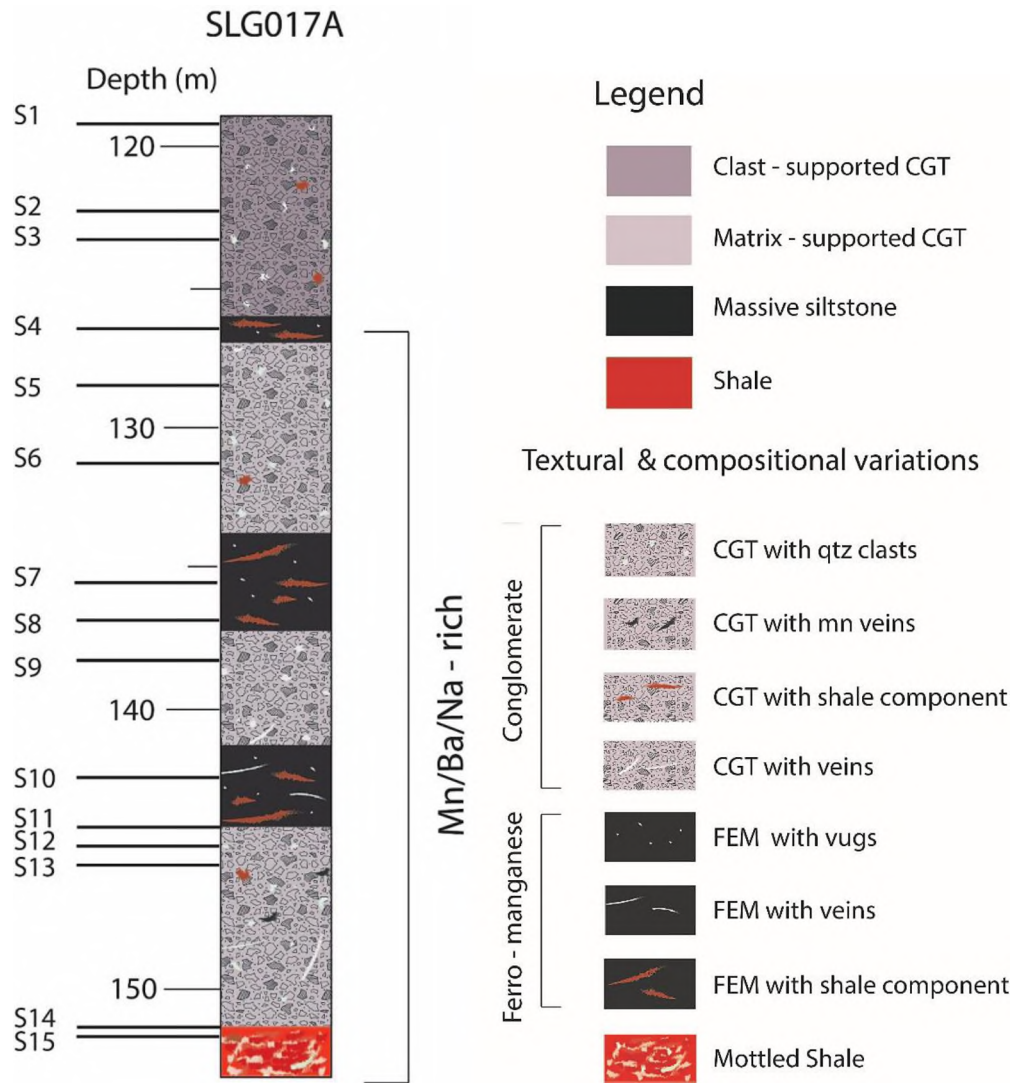 SLG017A
Depth (m)
S1
120
S2
S3
S4
S5
130
S6
S7
S8
S9
140
S10
S11
S12
S13
150
S14
S15
Mn/Ba/Na - rich
Legend
Clast - supported CGT
Matrix - supported CGT
Massive siltstone
Shale
Textural & compositional variations
Conglomerate
CGT with qtz clasts
CGT with mn veins
CGT with shale component
CGT with veins
Ferro - manganese
FEM with vugs
FEM with veins
FEM with shale component
Mottled Shale